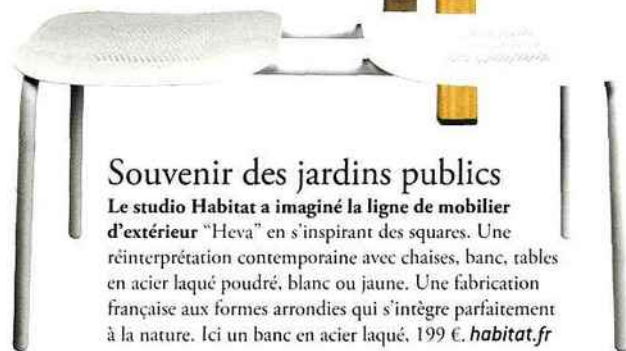 Souvenir des jardins publics
Le studio Habitat a imaginé la ligne de mobilier
d'extérieur "Heva" en s'inspirant des squares. Une
réinterprétation contemporaine avec chaises, banc, tables
en acier laqué poudré, blanc ou jaune. Une fabrication
française aux formes arrondies qui s'intègre parfaitement
à la nature. Ici un banc en acier laqué, 199 €. habitat.fr